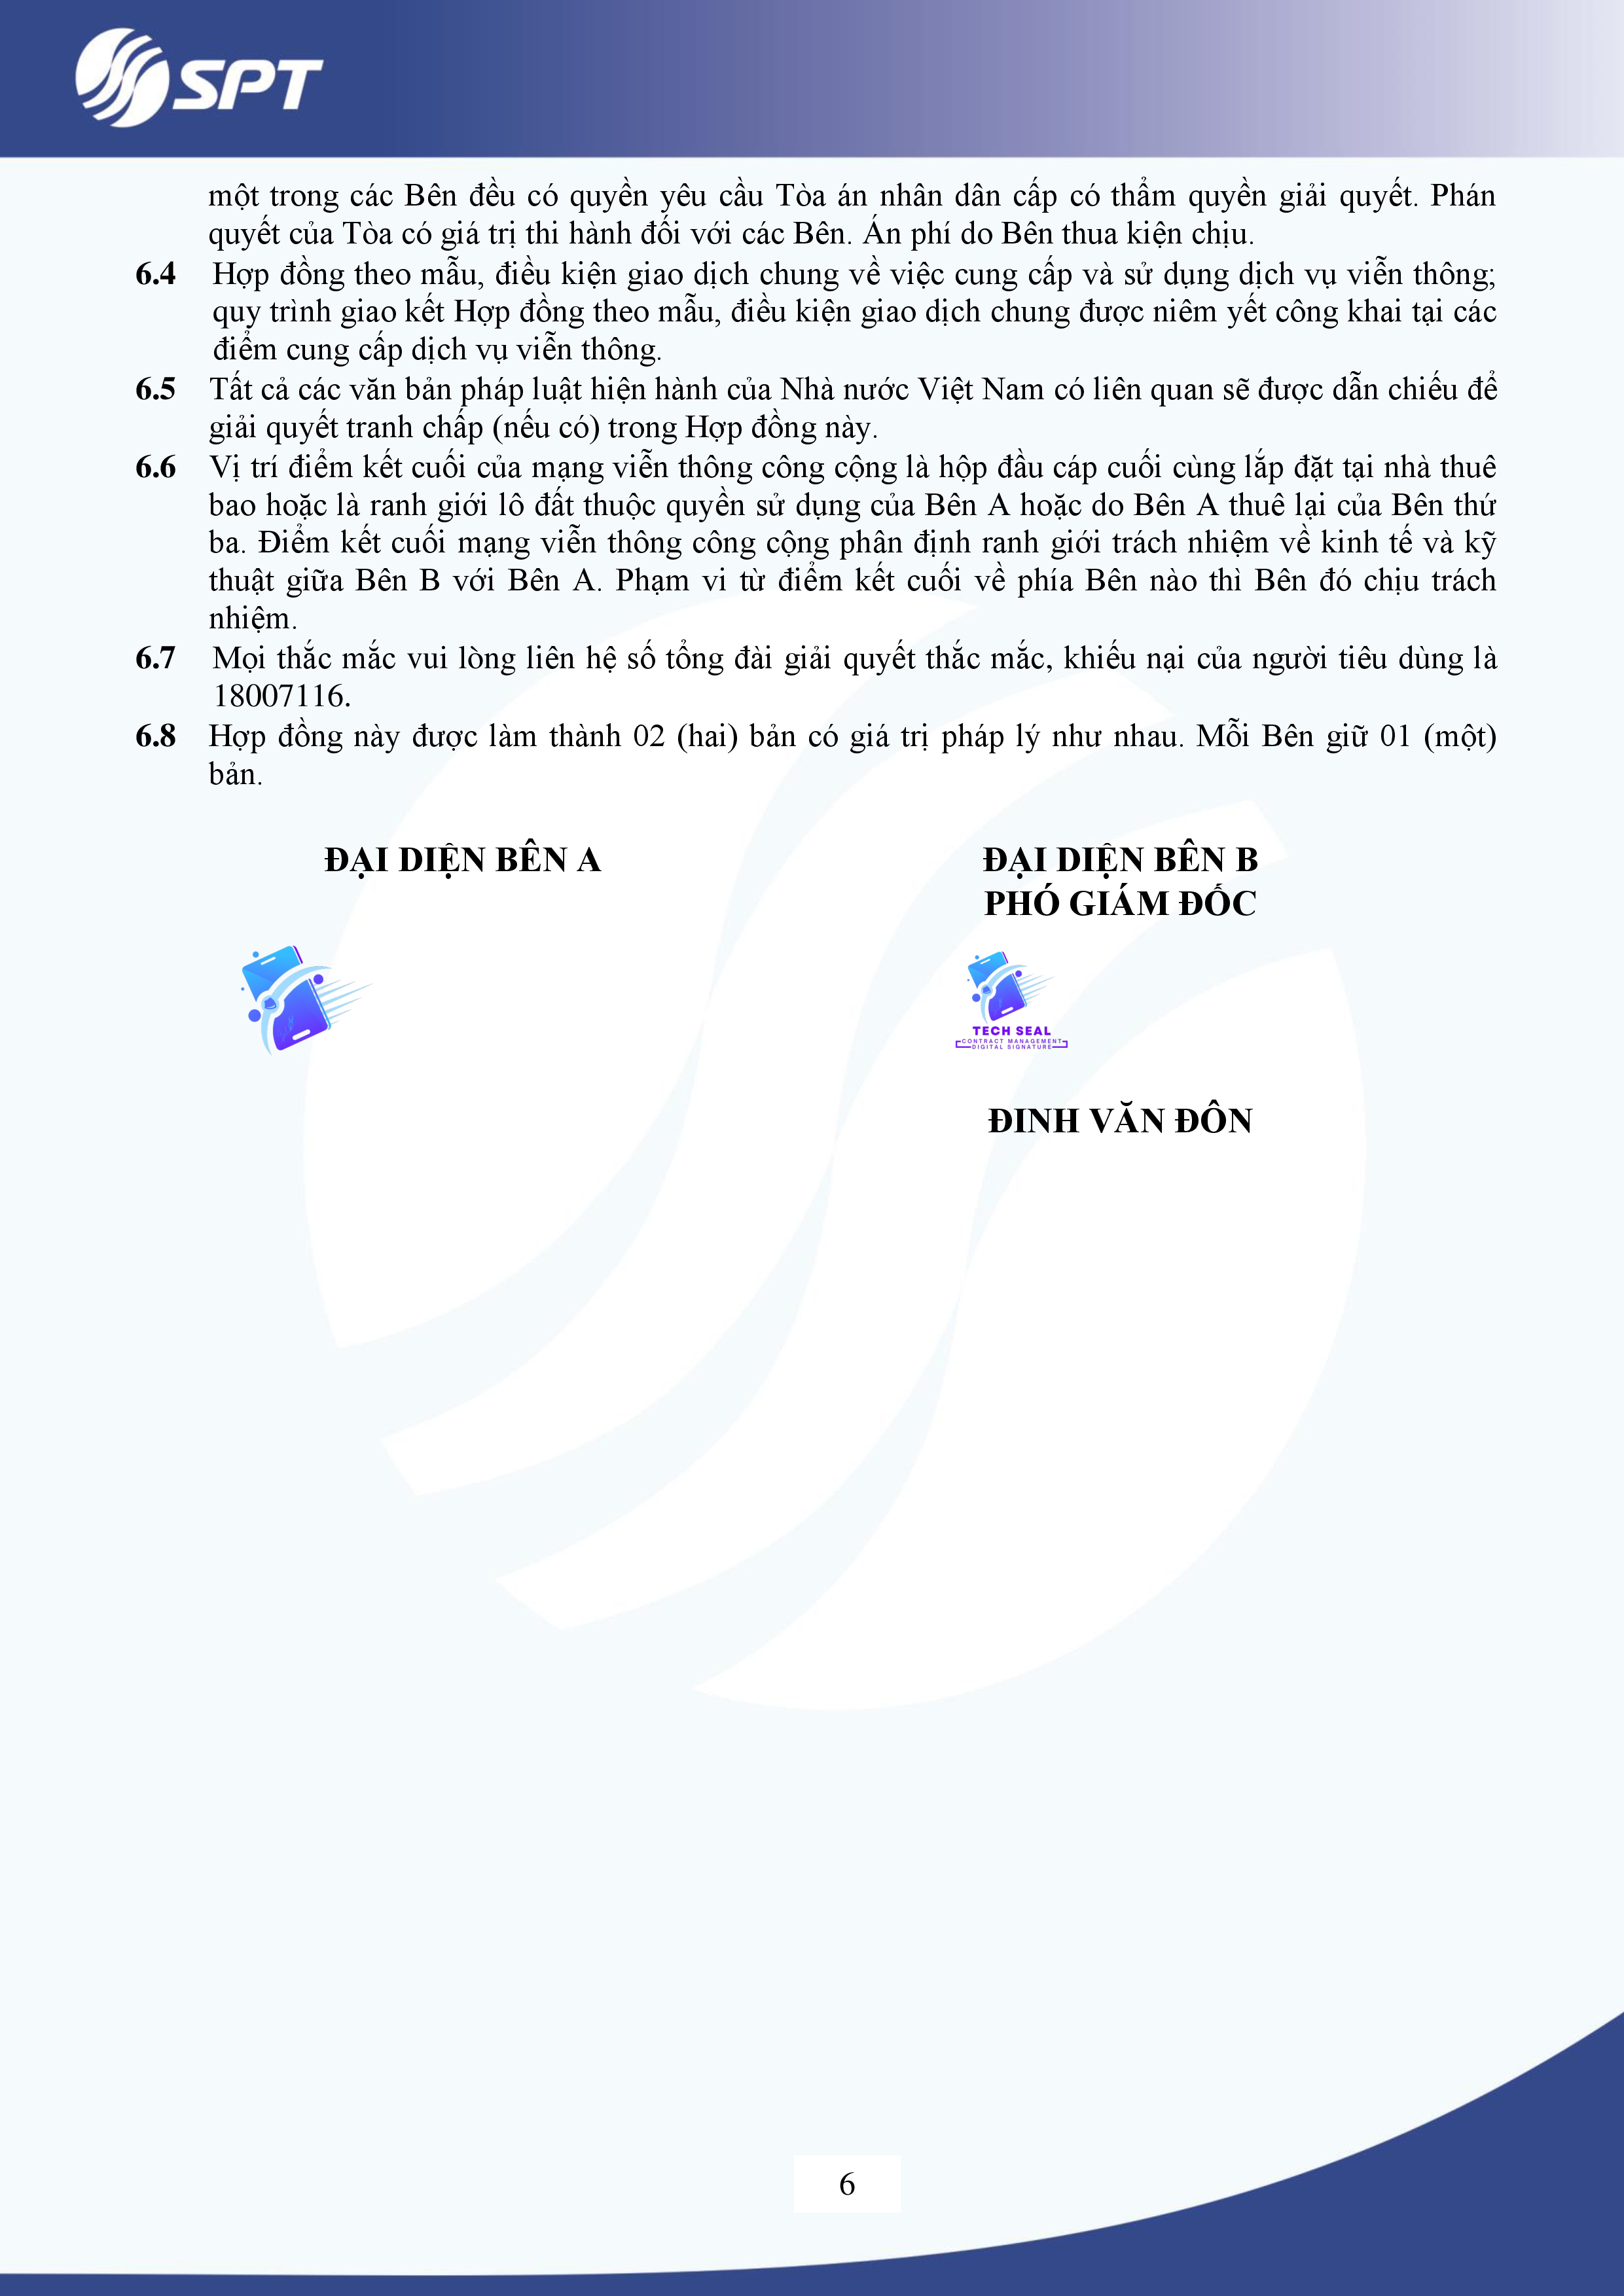 SPT
một trong các Bên đều có quyền yêu cầu Tòa án nhân dân cấp có thẩm quyền giải quyết. Phán
quyết của Tòa có giá trị thi hành đối với các Bên. Án phí do Bên thua kiện chịu.
6.4 Hợp đồng theo mẫu, điều kiện giao dịch chung về việc cung cấp và sử dụng dịch vụ viễn thông;
quy trình giao kết Hợp đồng theo mẫu, điều kiện giao dịch chung được niêm yết công khai tại các
điểm cung cấp dịch vụ viễn thông.
6.5 Tất cả các văn bản pháp luật hiện hành của Nhà nước Việt Nam có liên quan sẽ được dẫn chiếu để
giải quyết tranh chấp (nếu có) trong Hợp đồng này.
6.6 Vị trí điểm kết cuối của mạng viễn thông công cộng là hộp đầu cáp cuối cùng lắp đặt tại nhà thuê
bao hoặc là ranh giới lô đất thuộc quyền sử dụng của Bên A hoặc do Bên A thuê lại của Bên thứ
ba. Điểm kết cuối mạng viễn thông công cộng phân định ranh giới trách nhiệm về kinh tế và kỹ
thuật giữa Bên B với Bên A. Phạm vi từ điểm kết cuối về phía Bên nào thì Bên đó chịu trách
nhiệm.
6.7 Mọi thắc mắc vui lòng liên hệ số tổng đài giải quyết thắc mắc, khiếu nại của người tiêu dùng là
18007116.
6.8 Hợp đồng này được làm thành 02 (hai) bản có giá trị pháp lý như nhau. Mỗi Bên giữ 01 (một)
bản.
ĐẠI DIỆN BÊN A
ĐẠI DIỆN BÊN B
PHÓ GIÁM ĐỐC
TECH SEAL
CONTRACT MANAGEMENT
DIGITAL SIGNATURE
ĐINH VĂN ĐÔN
6